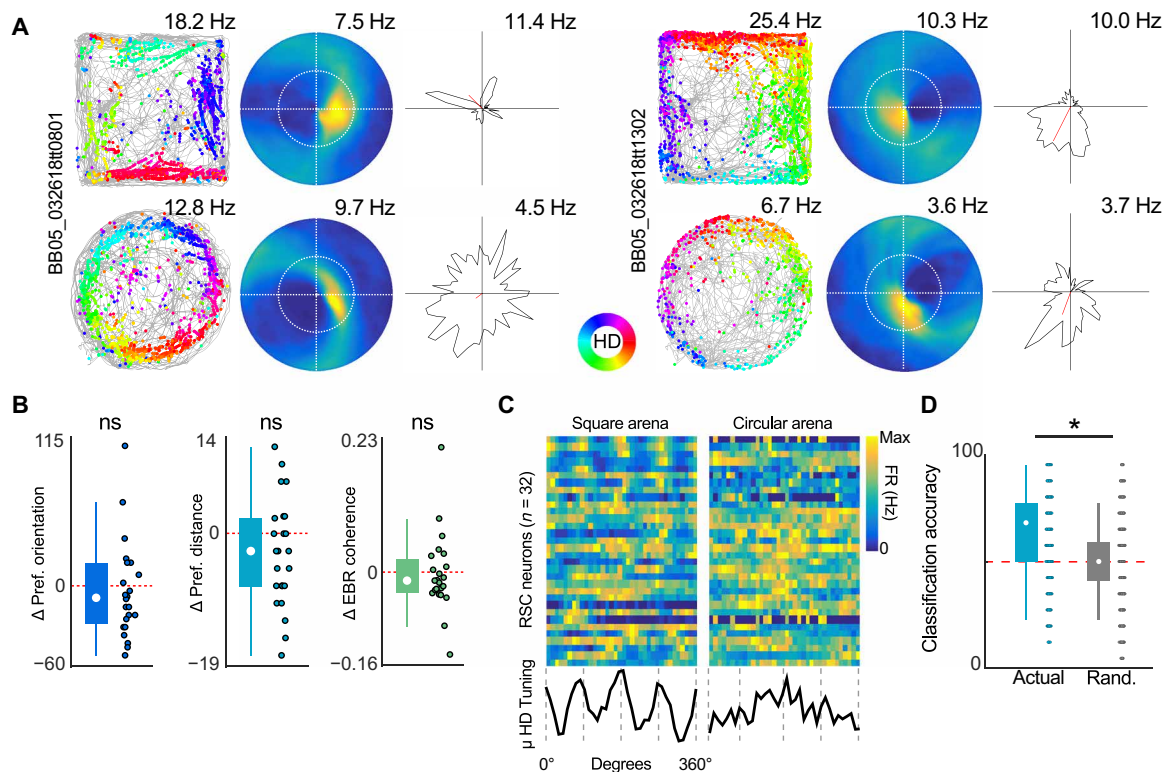 A
18.2 Hz
7.5 Hz
11.4 Hz
25.4 Hz
10.3 Hz
10.0 Hz
BB05_032618tt0801
BB05_032618tt1302
12.8 Hz
9.7 Hz
4.5 Hz
6.7 Hz
3.6 Hz
3.7 Hz
HD
B
ns
ns
ns
115
0
−60
Δ Pref. orientation
14
0
−19
Δ Pref. distance
0.23
0
−0.16
Δ EBR coherence
C
Square arena
Circular arena
RSC neurons (n = 32)
Max
FR (Hz)
0
µ HD Tuning
0°
Degrees
360°
D
*
100
0
Classification accuracy
Actual
Rand.